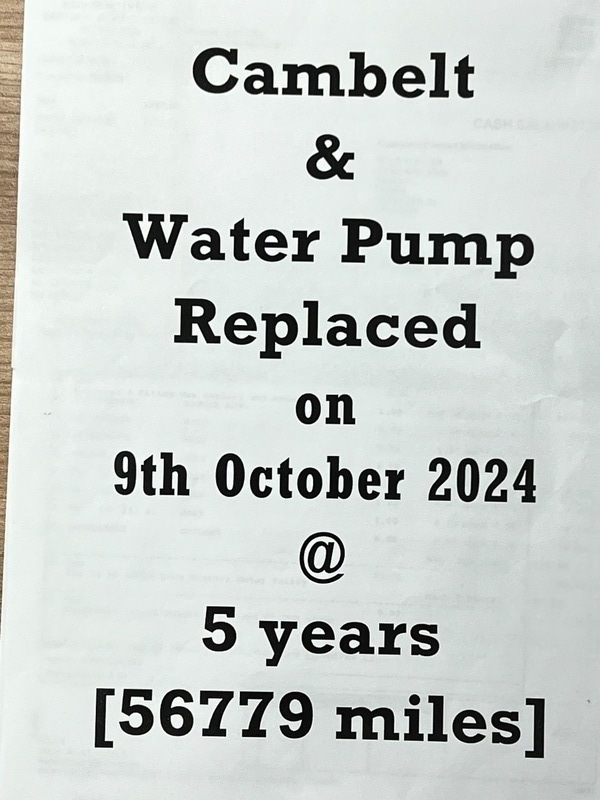 Cambelt
&
Water Pump
Replaced
on
9th October 2024
@
5 years
[56779 miles]